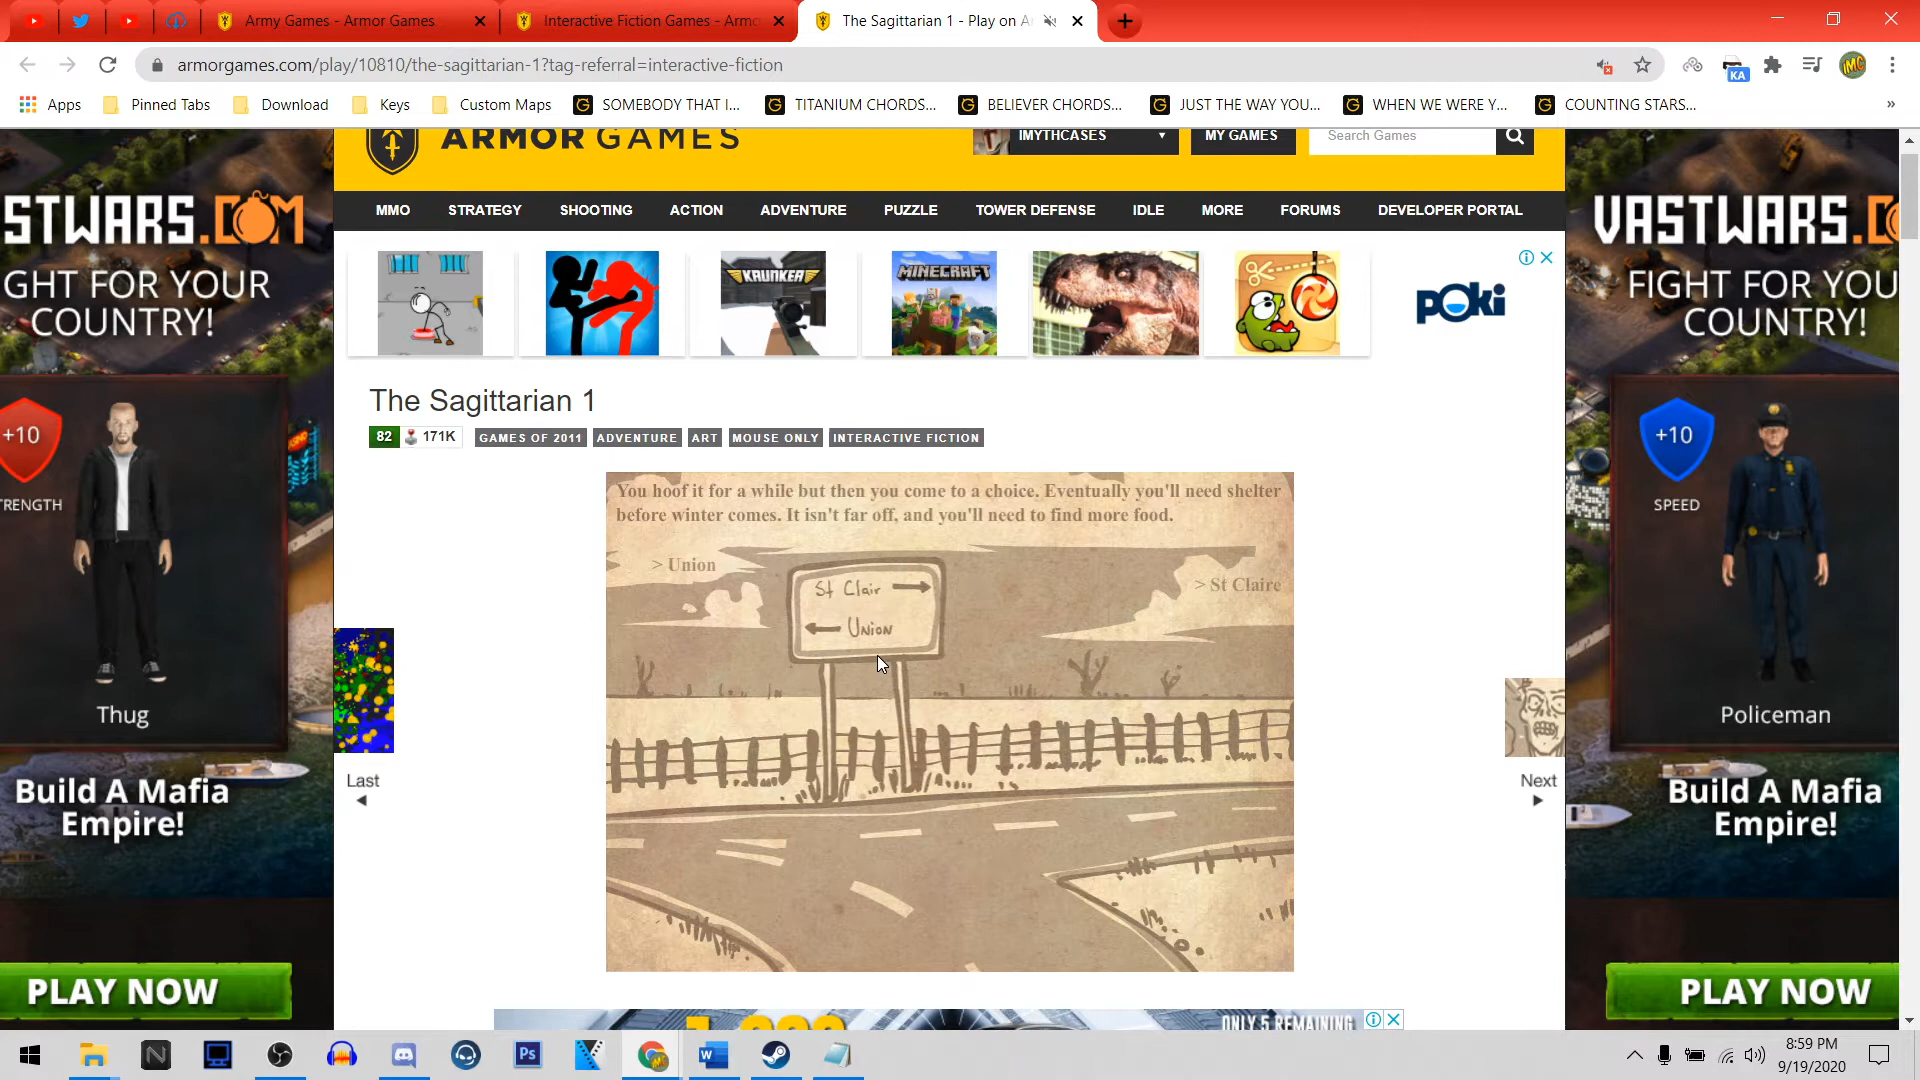 Army Games - Armor Games
Interactive Fiction Games - Armo
The Sagittarian 1 - Play on A
armorgames.com/play/10810/the-sagittarian-1?tag-referral=interactive-fiction
KA
IMC
Apps
Pinned Tabs
Download
Keys
Custom Maps
SOMEBODY THAT I...
TITANIUM CHORDS...
BELIEVER CHORDS...
JUST THE WAY YOU...
WHEN WE WERE Y...
COUNTING STARS...
»
ARMOR GAMES
IMYTHCASES
MY GAMES
Search Games
MMO
STRATEGY
SHOOTING
ACTION
ADVENTURE
PUZZLE
TOWER DEFENSE
IDLE
MORE
FORUMS
DEVELOPER PORTAL
KRUNKER
MINECRAFT
POKI
The Sagittarian 1
82
171K
GAMES OF 2011
ADVENTURE
ART
MOUSE ONLY
INTERACTIVE FICTION
You hoof it for a while but then you come to a choice. Eventually you'll need shelter
before winter comes. It isn't far off, and you'll need to find more food.
> Union
> St Claire
St Clair
Union
Last
Next
STWARS.COM
GHT FOR YOUR
COUNTRY!
+10
TRENGTH
Thug
Build A Mafia
Empire!
PLAY NOW
VASTWARS.C
FIGHT FOR YOU
COUNTRY!
+10
SPEED
Policeman
Build A Mafia
Empire!
PLAY NOW
ONLY 5 REMAINING
Ps
8:59 PM
9/19/2020